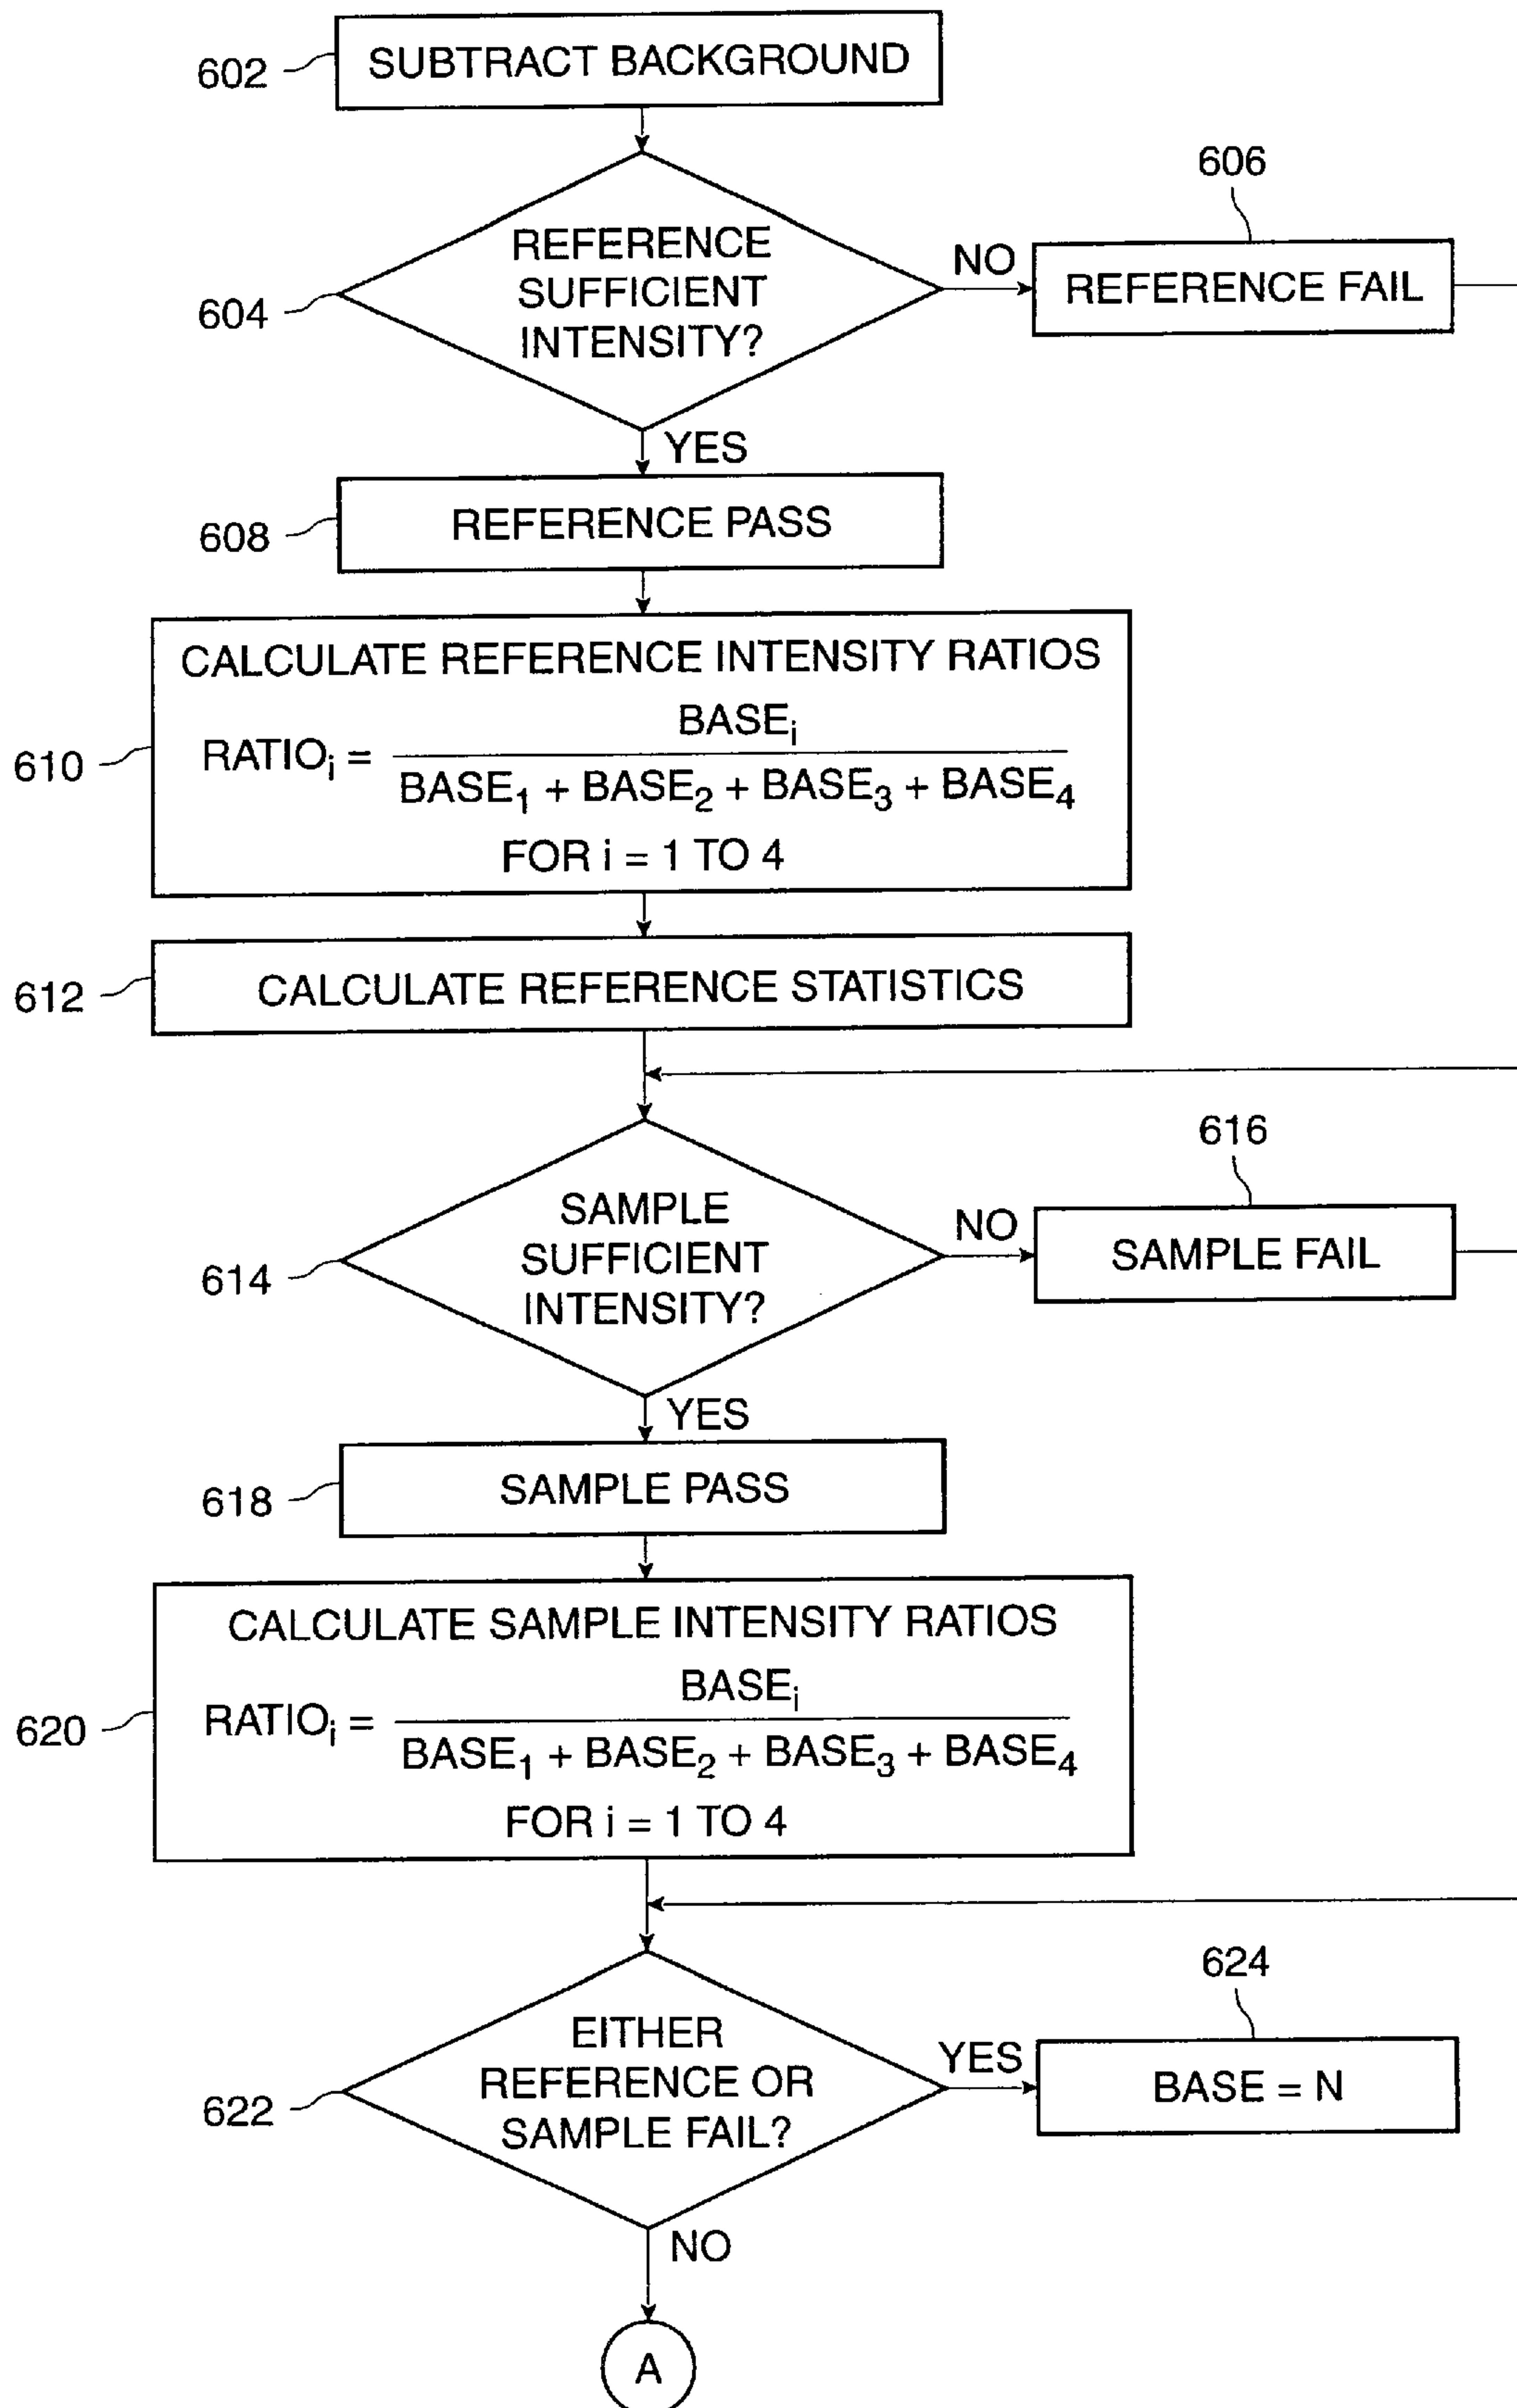 602
SUBTRACT BACKGROUND
606
604
REFERENCE
SUFFICIENT
INTENSITY?
NO
REFERENCE FAIL
YES
608
REFERENCE PASS
CALCULATE REFERENCE INTENSITY RATIOS
610
RATIOᵢ = BASEᵢ / BASE₁ + BASE₂ + BASE₃ + BASE₄
FOR i = 1 TO 4
612
CALCULATE REFERENCE STATISTICS
616
614
SAMPLE
SUFFICIENT
INTENSITY?
NO
SAMPLE FAIL
YES
618
SAMPLE PASS
CALCULATE SAMPLE INTENSITY RATIOS
620
RATIOᵢ = BASEᵢ / BASE₁ + BASE₂ + BASE₃ + BASE₄
FOR i = 1 TO 4
624
622
EITHER
REFERENCE OR
SAMPLE FAIL?
YES
BASE = N
NO
A